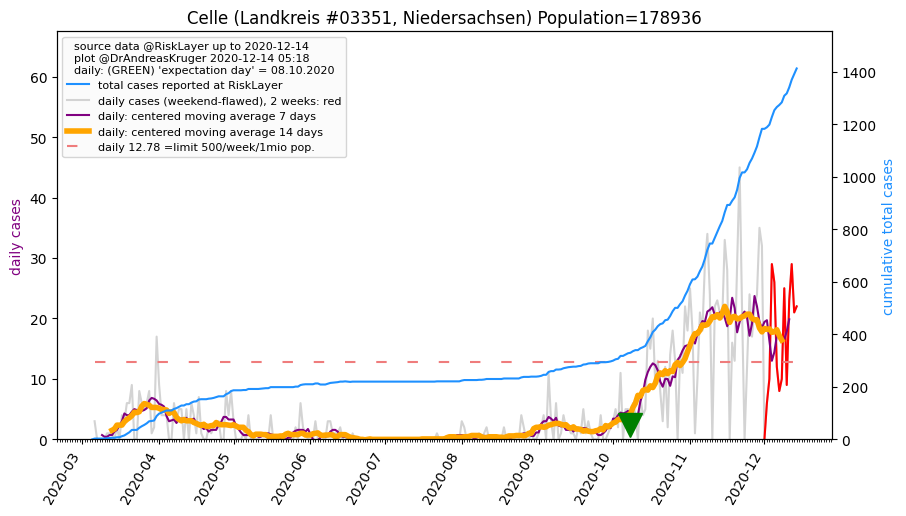 Celle (Landkreis #03351, Niedersachsen) Population=178936
source data @RiskLayer up to 2020-12-14
plot @DrAndreasKruger 2020-12-14 05:18
daily: (GREEN) 'expectation day' = 08.10.2020
total cases reported at RiskLayer
daily cases (weekend-flawed), 2 weeks: red
daily: centered moving average 7 days
daily: centered moving average 14 days
daily 12.78 =limit 500/week/1mio pop.
daily cases
60
50
40
30
20
10
0
cumulative total cases
1400
1200
1000
800
600
400
200
0
2020-03
2020-04
2020-05
2020-06
2020-07
2020-08
2020-09
2020-10
2020-11
2020-12